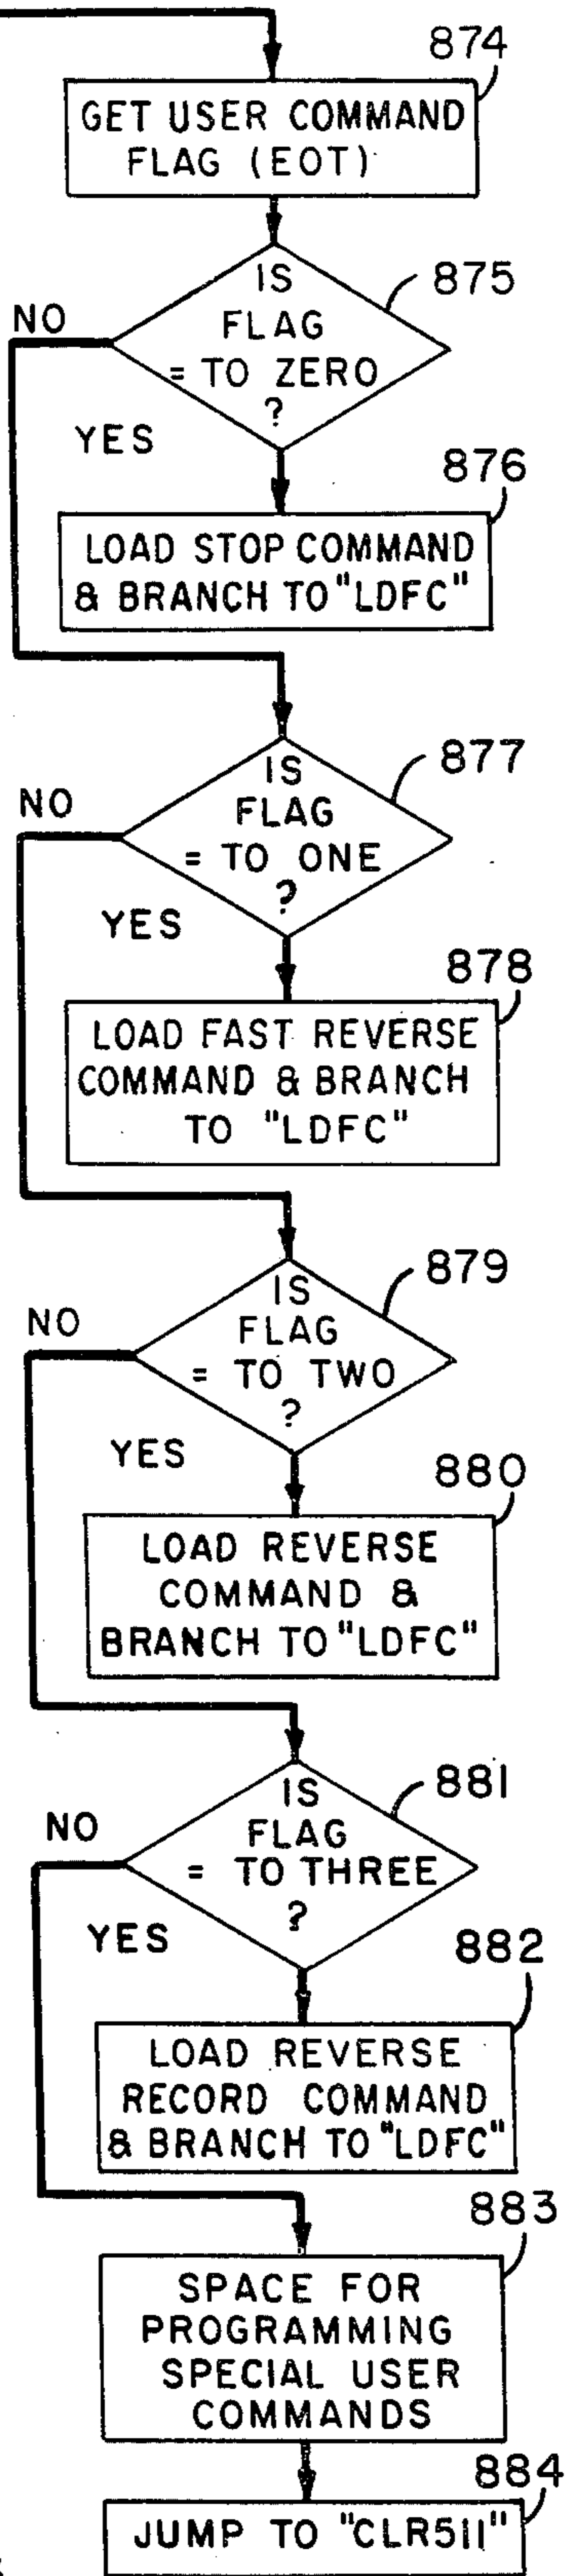 874
GET USER COMMAND
FLAG (EOT)
875
IS
FLAG
= TO ZERO
?
NO
YES
876
LOAD STOP COMMAND
& BRANCH TO "LDFC"
877
IS
FLAG
= TO ONE
?
NO
YES
878
LOAD FAST REVERSE
COMMAND & BRANCH
TO "LDFC"
879
IS
FLAG
= TO TWO
?
NO
YES
880
LOAD REVERSE
COMMAND &
BRANCH TO "LDFC"
881
IS
FLAG
= TO THREE
?
NO
YES
882
LOAD REVERSE
RECORD COMMAND
& BRANCH TO "LDFC"
883
SPACE FOR
PROGRAMMING
SPECIAL USER
COMMANDS
884
JUMP TO "CLR511"